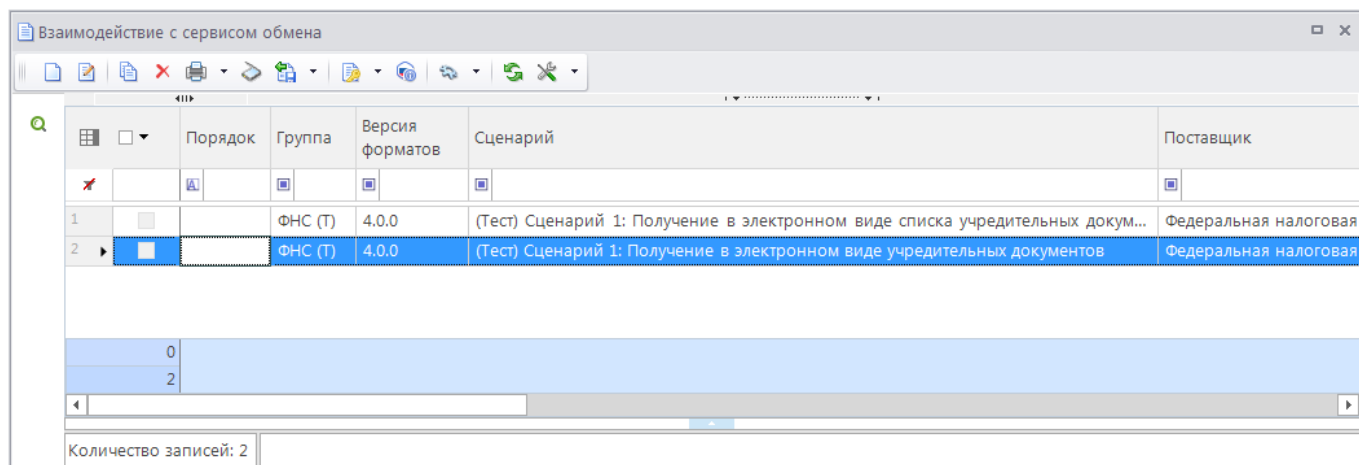 Взаимодействие с сервисом обмена
Порядок Группа Версия форматов Сценарий Поставщик
A
1 ФНС (Т) 4.0.0 (Тест) Сценарий 1: Получение в электронном виде списка учредительных докум... Федеральная налоговая
2 ФНС (Т) 4.0.0 (Тест) Сценарий 1: Получение в электронном виде учредительных документов Федеральная налоговая
0
2
Количество записей: 2